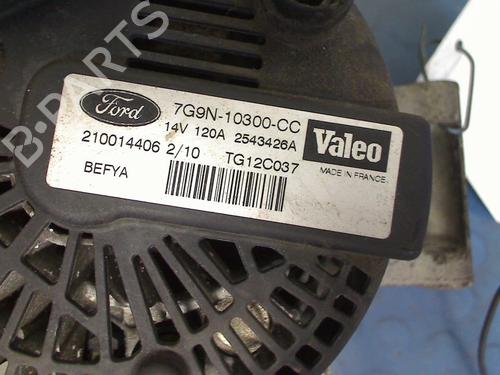 B-PARTS
Ford
7G9N-10300-CC
14V 120A 2543426A
210014406 2/10 TG12C037
BEFYA
Valeo
MADE IN FRANCE